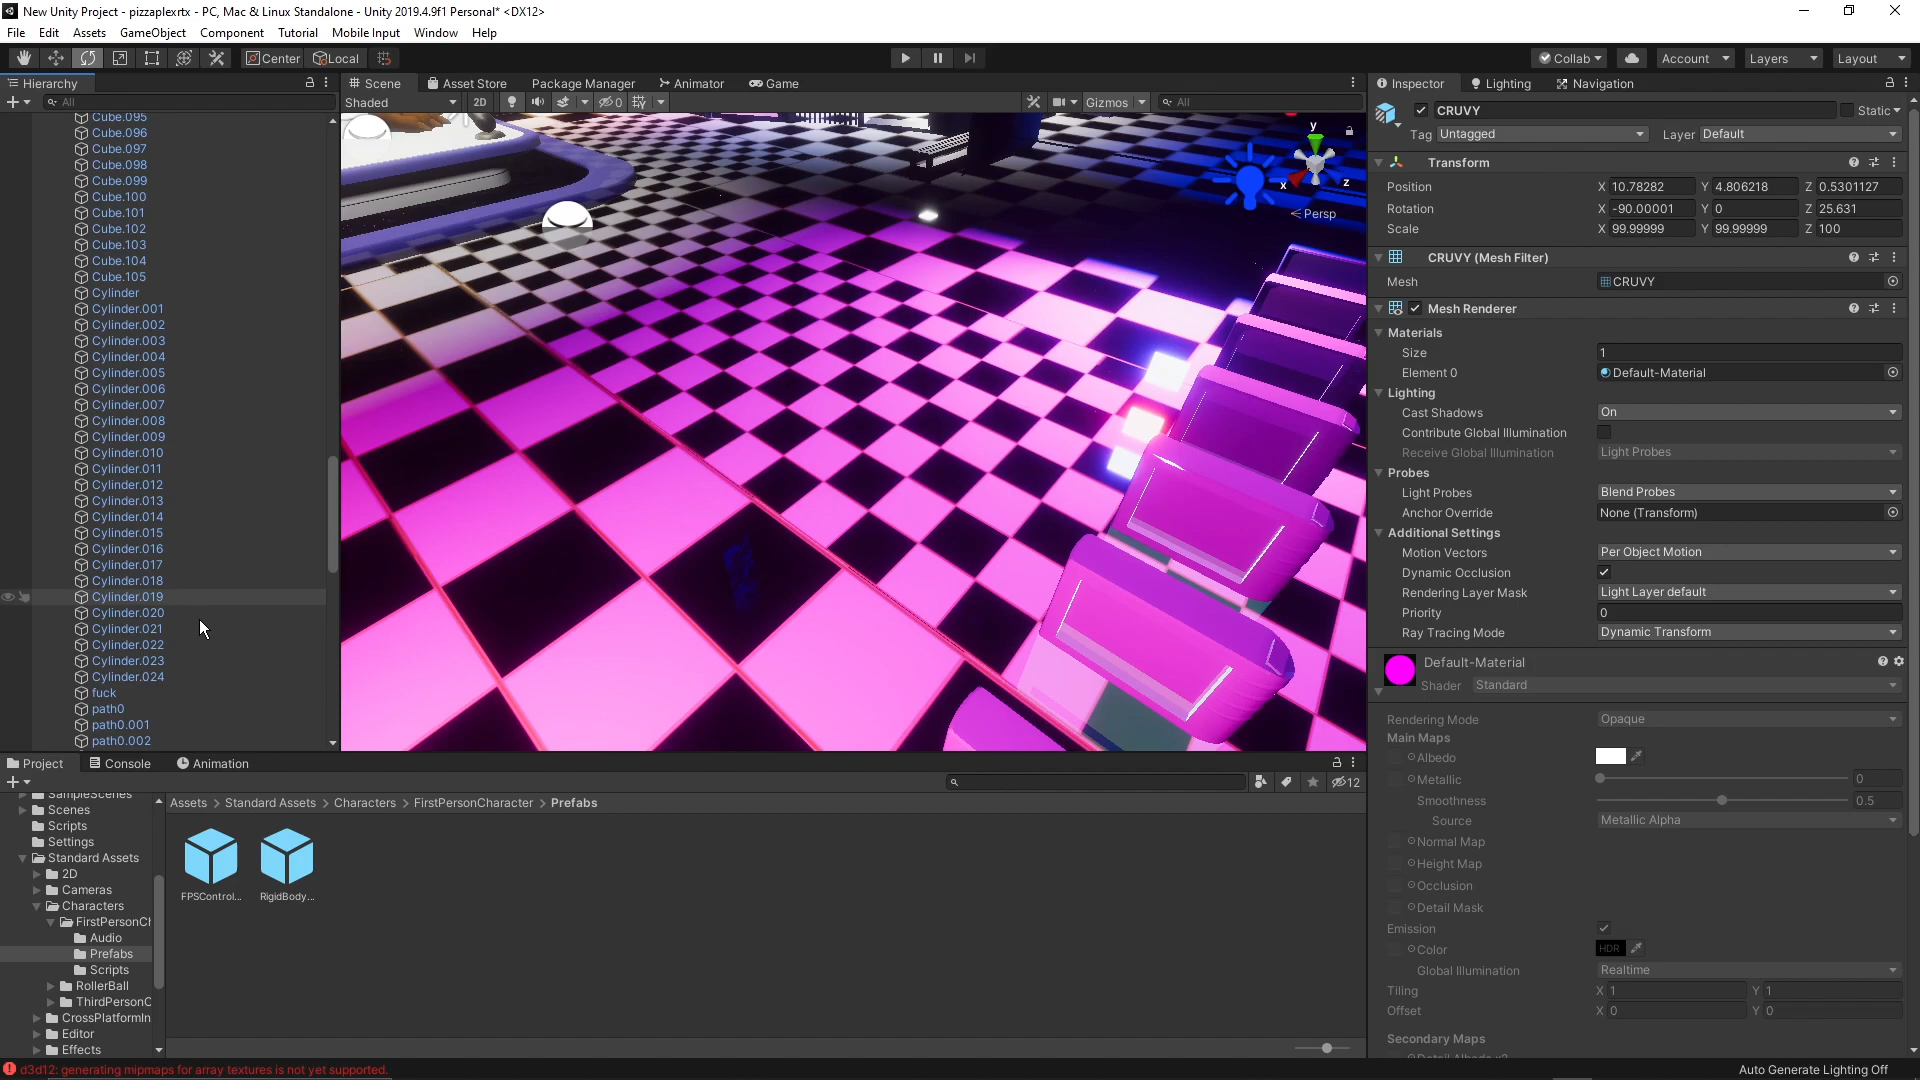 New Unity Project - pizzaplexrtx - PC, Mac & Linux Standalone - Unity 2019.4.9f1 Personal* <DX12>
File Edit Assets GameObject Component Tutorial Mobile Input Window Help
Center Local Collab Account Layers Layout
Hierarchy
All
Cube.095
Cube.096
Cube.097
Cube.098
Cube.099
Cube.100
Cube.101
Cube.102
Cube.103
Cube.104
Cube.105
Cylinder
Cylinder.001
Cylinder.002
Cylinder.003
Cylinder.004
Cylinder.005
Cylinder.006
Cylinder.007
Cylinder.008
Cylinder.009
Cylinder.010
Cylinder.011
Cylinder.012
Cylinder.013
Cylinder.014
Cylinder.015
Cylinder.016
Cylinder.017
Cylinder.018
Cylinder.019
Cylinder.020
Cylinder.021
Cylinder.022
Cylinder.023
Cylinder.024
fuck
path0
path0.001
path0.002
Scene Asset Store Package Manager Animator Game
Shaded 2D 0 Gizmos All
y
x z
Persp
Inspector Lighting Navigation
CRUVY Static
Tag Untagged Layer Default
Transform
Position X 10.78282 Y 4.806218 Z 0.5301127
Rotation X -90.00001 Y 0 Z 25.631
Scale X 99.99999 Y 99.99999 Z 100
CRUVY (Mesh Filter)
Mesh CRUVY
Mesh Renderer
Materials
Size 1
Element 0 Default-Material
Lighting
Cast Shadows On
Contribute Global Illumination
Receive Global Illumination Light Probes
Probes
Light Probes Blend Probes
Anchor Override None (Transform)
Additional Settings
Motion Vectors Per Object Motion
Dynamic Occlusion
Rendering Layer Mask Light Layer default
Priority 0
Ray Tracing Mode Dynamic Transform
Default-Material
Shader Standard
Rendering Mode Opaque
Main Maps
Albedo
Metallic 0
Smoothness 0.5
Source Metallic Alpha
Normal Map
Height Map
Occlusion
Detail Mask
Emission
Color HDR
Global Illumination Realtime
Tiling X 1 Y 1
Offset X 0 Y 0
Secondary Maps
Project Console Animation
12
SampleScenes
Scenes
Scripts
Settings
Standard Assets
2D
Cameras
Characters
FirstPersonCh
Audio
Prefabs
Scripts
RollerBall
ThirdPersonC
CrossPlatformIn
Editor
Effects
Assets > Standard Assets > Characters > FirstPersonCharacter > Prefabs
FPSControl... RigidBody...
d3d12: generating mipmaps for array textures is not yet supported.
Auto Generate Lighting Off